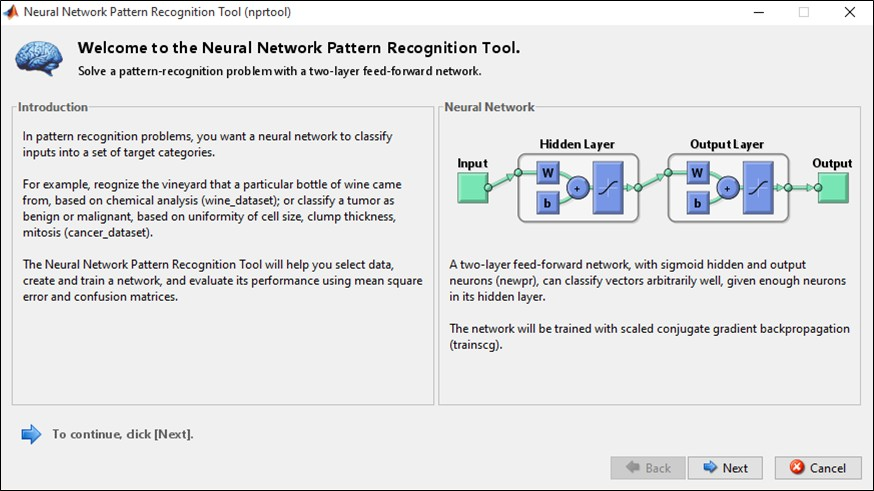 Neural Network Pattern Recognition Tool (nprtool)
Welcome to the Neural Network Pattern Recognition Tool.
Solve a pattern-recognition problem with a two-layer feed-forward network.
Introduction
In pattern recognition problems, you want a neural network to classify
inputs into a set of target categories.
For example, reognize the vineyard that a particular bottle of wine came
from, based on chemical analysis (wine_dataset); or classify a tumor as
benign or malignant, based on uniformity of cell size, clump thickness,
mitosis (cancer_dataset).
The Neural Network Pattern Recognition Tool will help you select data,
create and train a network, and evaluate its performance using mean square
error and confusion matrices.
Neural Network
Hidden Layer
Output Layer
Input
Output
W
b
+
W
b
+
A two-layer feed-forward network, with sigmoid hidden and output
neurons (newpr), can classify vectors arbitrarily well, given enough neurons
in its hidden layer.
The network will be trained with scaled conjugate gradient backpropagation
(trainscg).
To continue, click [Next].
Back
Next
Cancel